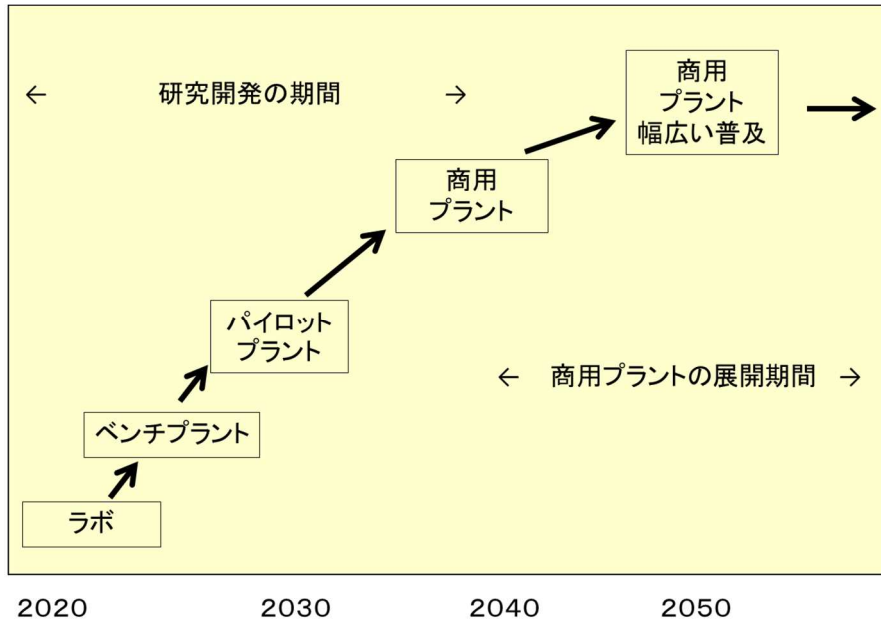 ← 研究開発の期間 →
商用
プラント
幅広い普及
商用
プラント
パイロット
プラント
← 商用プラントの展開期間 →
ベンチプラント
ラボ
2020 2030 2040 2050